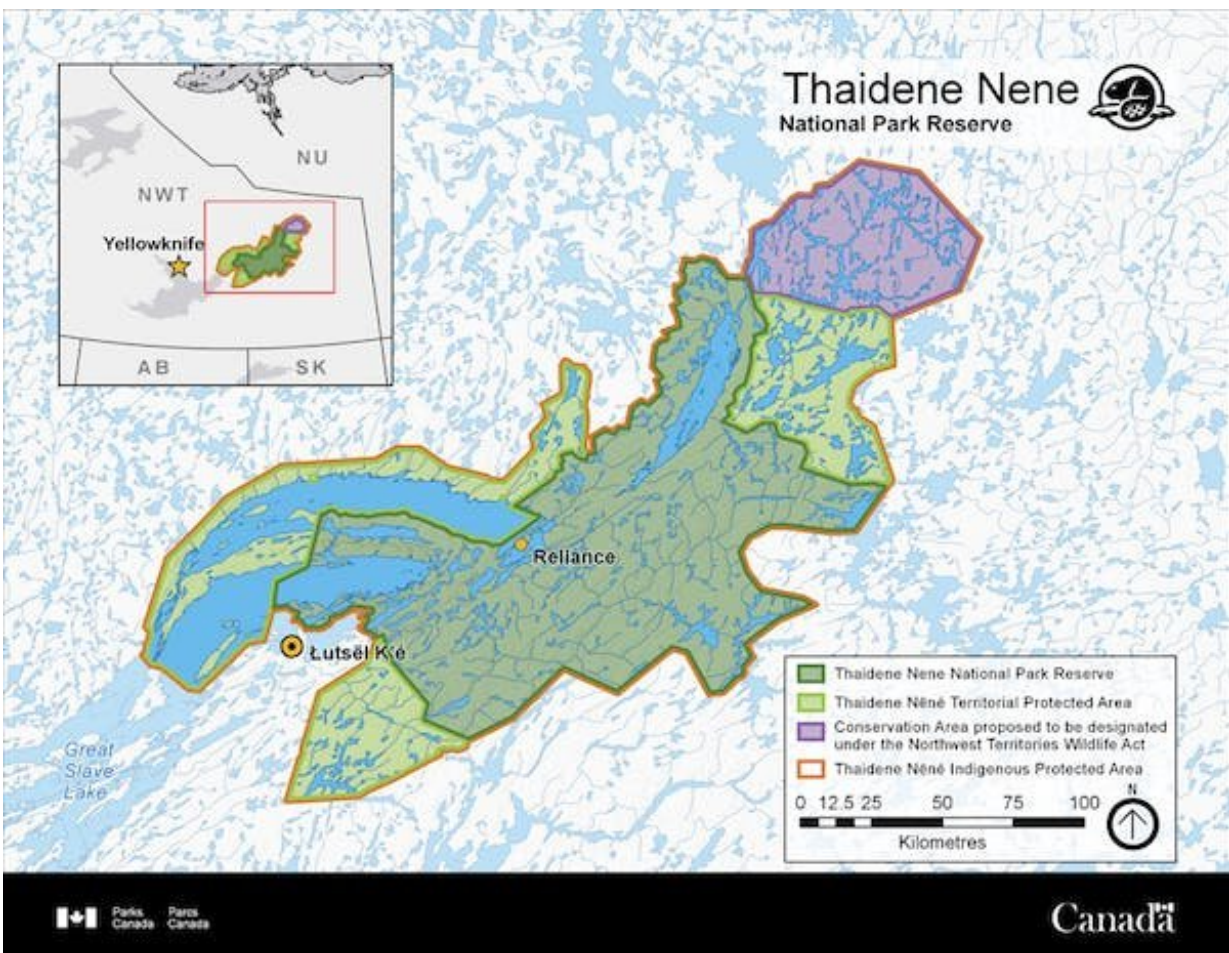 Thaidene Nene
National Park Reserve
NU
NWT
Yellowknife
AB
SK
Reliance
Łutsël K'é
Great
Slave
Lake
Thaidene Nene National Park Reserve
Thaidene Nëné Territorial Protected Area
Conservation Area proposed to be designated
under the Northwest Territories Wildlife Act
Thaidene Nëné Indigenous Protected Area
0 12.5 25 50 75 100
Kilometres
N
Parks Parcs
Canada Canada
Canada